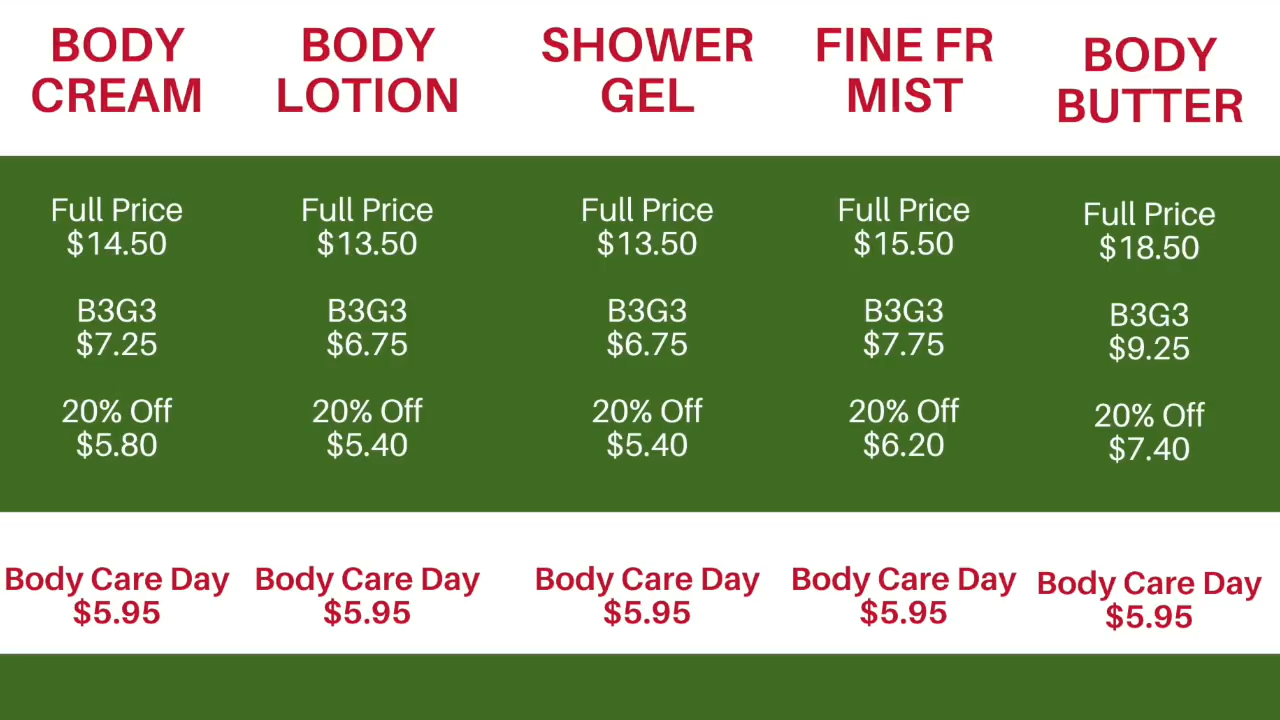 BODY
CREAM
Full Price
$14.50
B3G3
$7.25
20% Off
$5.80
Body Care Day
$5.95
BODY
LOTION
Full Price
$13.50
B3G3
$6.75
20% Off
$5.40
Body Care Day
$5.95
SHOWER
GEL
Full Price
$13.50
B3G3
$6.75
20% Off
$5.40
Body Care Day
$5.95
FINE FR
MIST
Full Price
$15.50
B3G3
$7.75
20% Off
$6.20
Body Care Day
$5.95
BODY
BUTTER
Full Price
$18.50
B3G3
$9.25
20% Off
$7.40
Body Care Day
$5.95